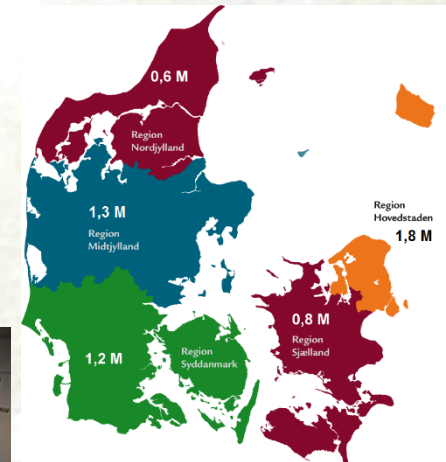 0,6 M
Region
Nordjylland
1,3 M
Region
Midtjylland
Region
Hovedstaden
1,8 M
0,8 M
Region
Sjælland
1,2 M
Region
Syddanmark